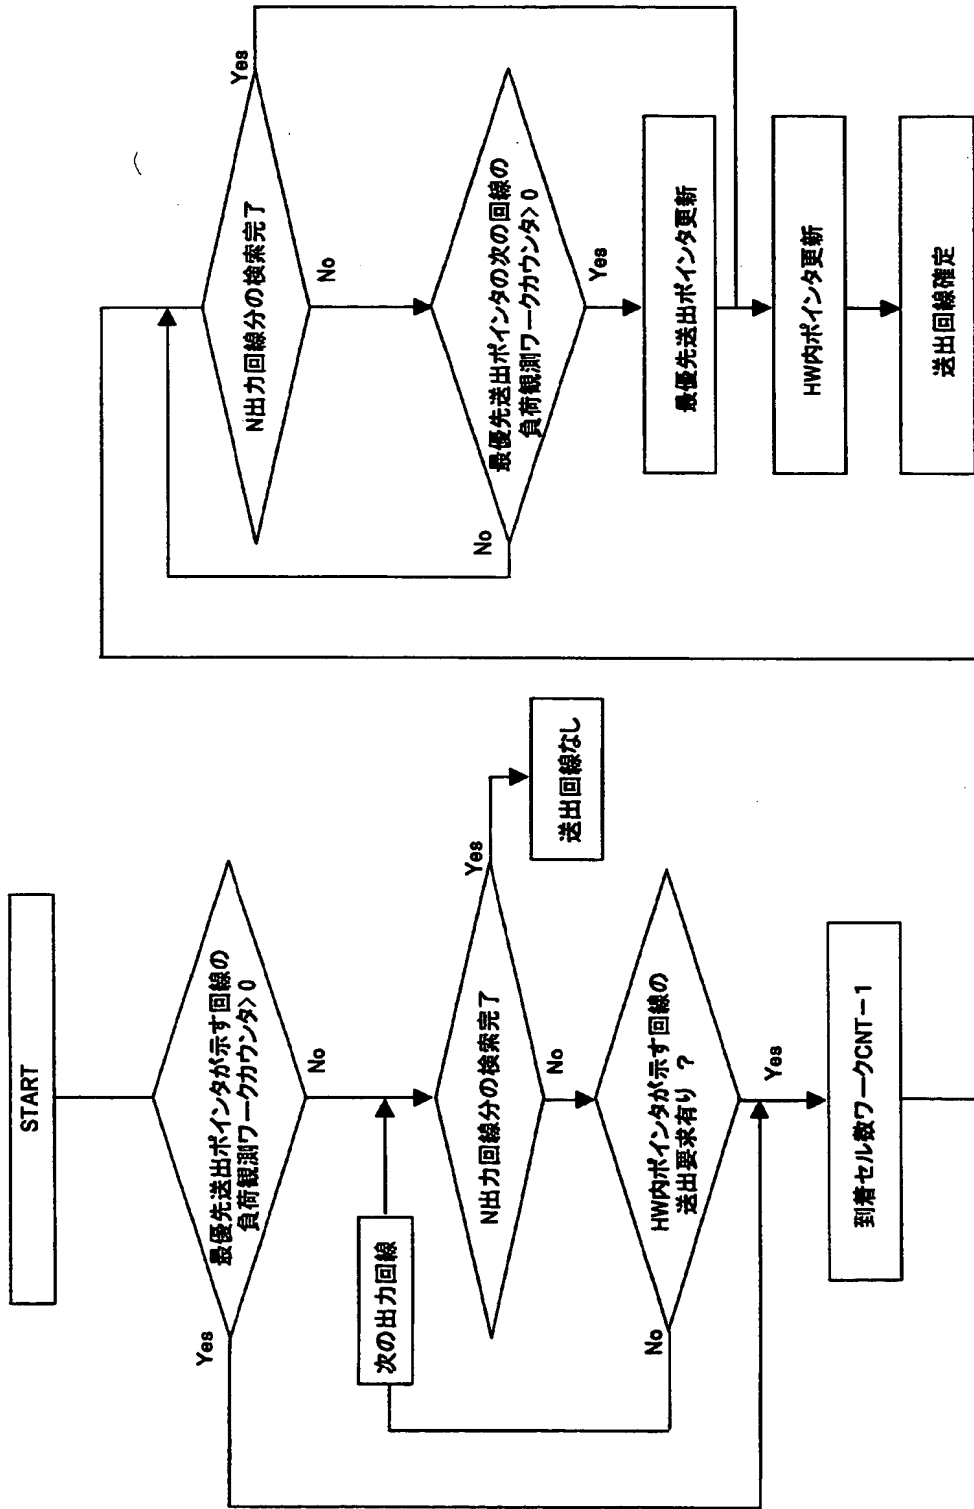 START
最優先送出ポインタが示す回線の
負荷観測ワークカウンタ>0
Yes
No
次の出力回線
N出力回線分の検索完了
Yes
送出回線なし
No
HW内ポインタが示す回線の
送出要求有り ?
No
Yes
到着セル数ワークCNT-1
N出力回線分の検索完了
Yes
No
最優先送出ポインタの次の回線の
負荷観測ワークカウンタ>0
No
Yes
最優先送出ポインタ更新
HW内ポインタ更新
送出回線確定